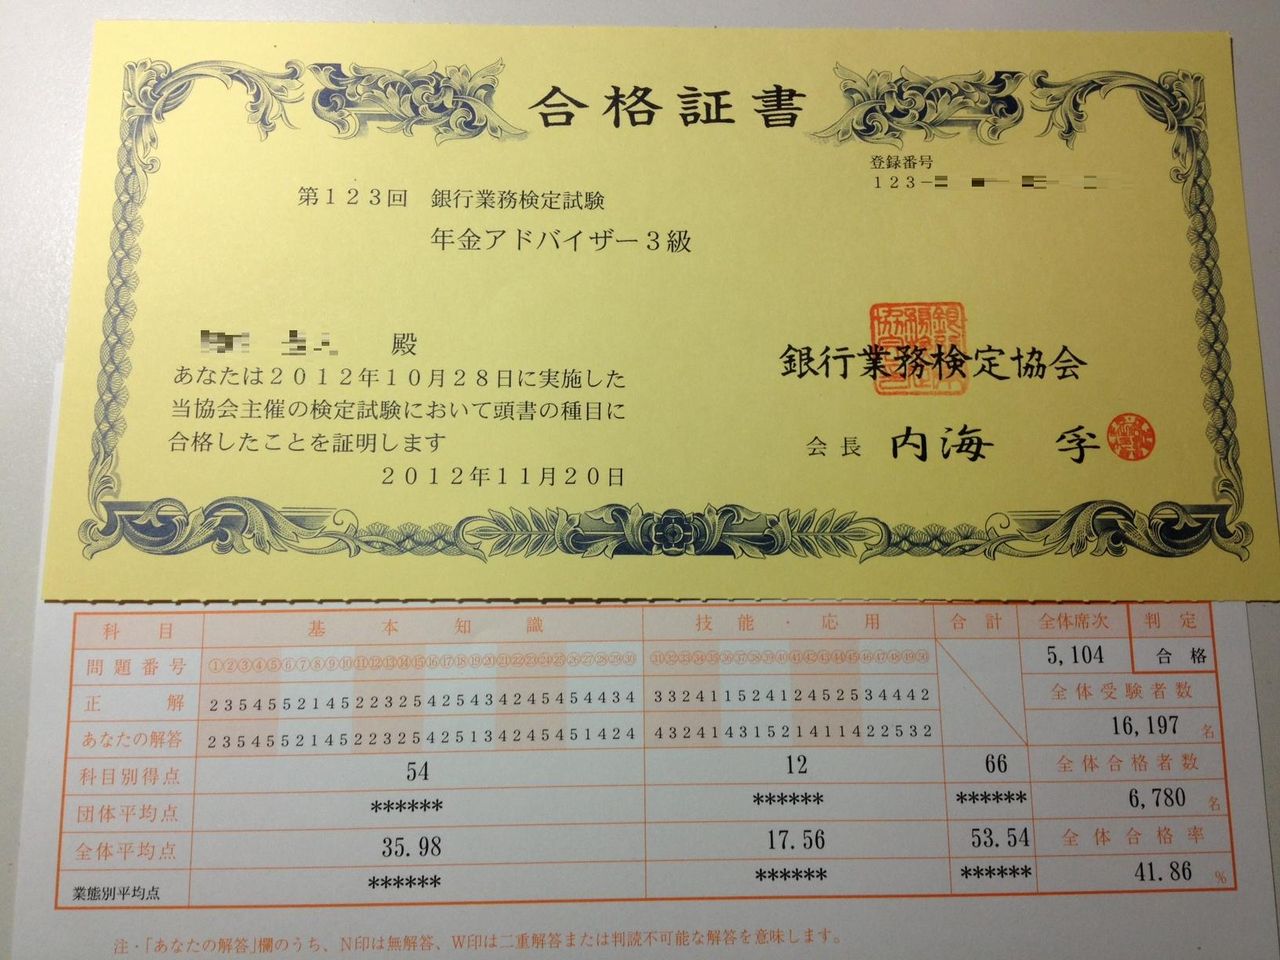 合格証書
登録番号
123-
第123回 銀行業務検定試験
年金アドバイザー3級
殿
あなたは2012年10月28日に実施した
当協会主催の検定試験において頭書の種目に
合格したことを証明します
2012年11月20日
銀行業務検定協会
会長 内海 孚
科目 基本知識 技能・応用 合計 全体席次 判定
問題番号 ①②③④⑤⑥⑦⑧⑨⑩⑪⑫⑬⑭⑮⑯⑰⑱⑲⑳㉑㉒㉓㉔㉕㉖㉗㉘㉙㉚ ㉛㉜㉝㉞㉟㊱㊲㊳㊴㊵㊶㊷㊸㊹㊺㊻㊼㊽㊾㊿ 5,104 合格
正解 235455214522325425434245455434 33241152412452534442 全体受験者数
あなたの解答 235455214522325425134245451424 43241431521411422532 16,197 名
科目別得点 54 12 66 全体合格者数
団体平均点 ****** ****** ****** 6,780 名
全体平均点 35.98 17.56 53.54 全体合格率
業態別平均点 ****** ****** ****** 41.86 %
注・「あなたの解答」欄のうち、N印は無解答、W印は二重解答または判読不可能な解答を意味します。